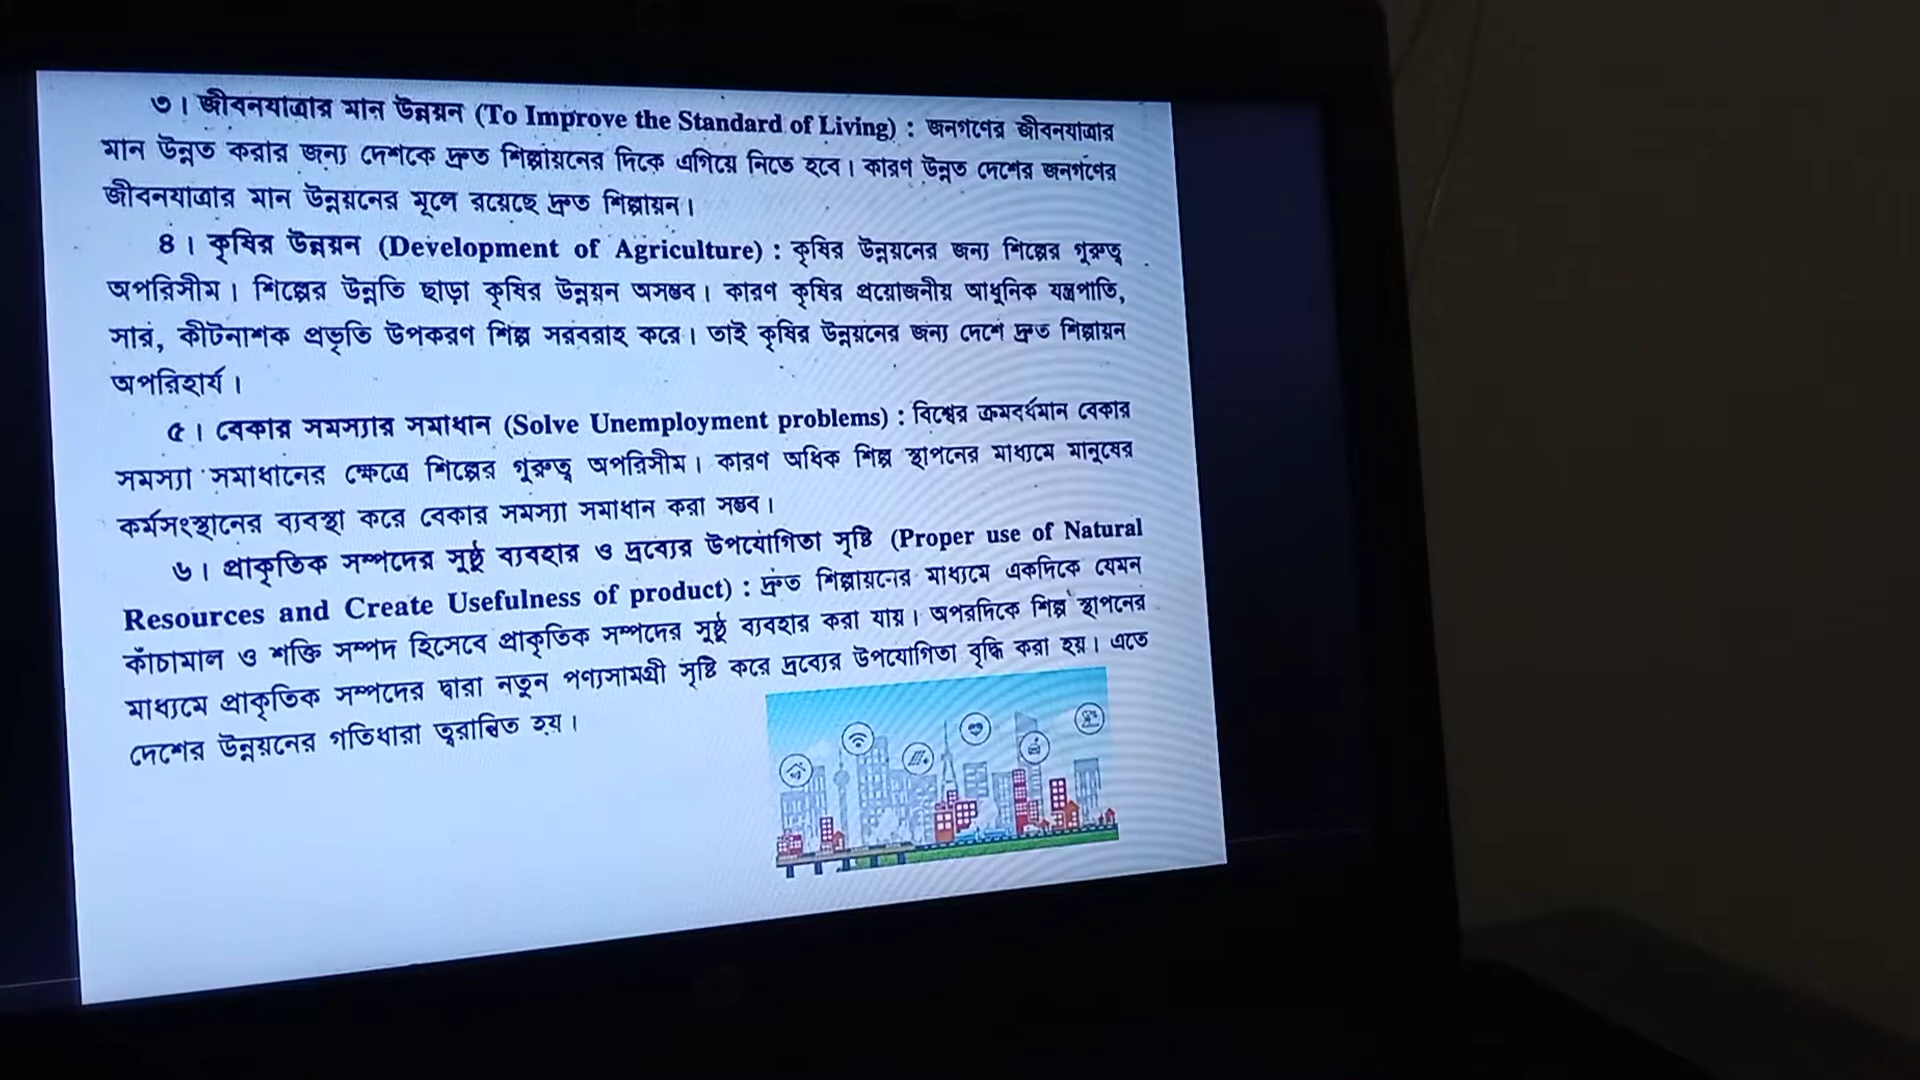 ৩। জীবনযাত্রার মান উন্নয়ন (To Improve the Standard of Living) : জনগণের জীবনযাত্রার
মান উন্নত করার জন্য দেশকে দ্রুত শিল্পায়নের দিকে এগিয়ে নিতে হবে। কারণ উন্নত দেশের জনগণের
জীবনযাত্রার মান উন্নয়নের মূলে রয়েছে দ্রুত শিল্পায়ন।
৪। কৃষির উন্নয়ন (Development of Agriculture) : কৃষির উন্নয়নের জন্য শিল্পের গুরুত্ব
অপরিসীম। শিল্পের উন্নতি ছাড়া কৃষির উন্নয়ন অসম্ভব। কারণ কৃষির প্রয়োজনীয় আধুনিক যন্ত্রপাতি,
সার, কীটনাশক প্রভৃতি উপকরণ শিল্প সরবরাহ করে। তাই কৃষির উন্নয়নের জন্য দেশে দ্রুত শিল্পায়ন
অপরিহার্য।
৫। বেকার সমস্যার সমাধান (Solve Unemployment problems) : বিশ্বের ক্রমবর্ধমান বেকার
সমস্যা সমাধানের ক্ষেত্রে শিল্পের গুরুত্ব অপরিসীম। কারণ অধিক শিল্প স্থাপনের মাধ্যমে মানুষের
কর্মসংস্থানের ব্যবস্থা করে বেকার সমস্যা সমাধান করা সম্ভব।
৬। প্রাকৃতিক সম্পদের সুষ্ঠু ব্যবহার ও দ্রব্যের উপযোগিতা সৃষ্টি (Proper use of Natural
Resources and Create Usefulness of product) : দ্রুত শিল্পায়নের মাধ্যমে একদিকে যেমন
কাঁচামাল ও শক্তি সম্পদ হিসেবে প্রাকৃতিক সম্পদের সুষ্ঠু ব্যবহার করা যায়। অপরদিকে শিল্প স্থাপনের
মাধ্যমে প্রাকৃতিক সম্পদের দ্বারা নতুন পণ্যসামগ্রী সৃষ্টি করে দ্রব্যের উপযোগিতা বৃদ্ধি করা হয়। এতে
দেশের উন্নয়নের গতিধারা ত্বরান্বিত হয়।